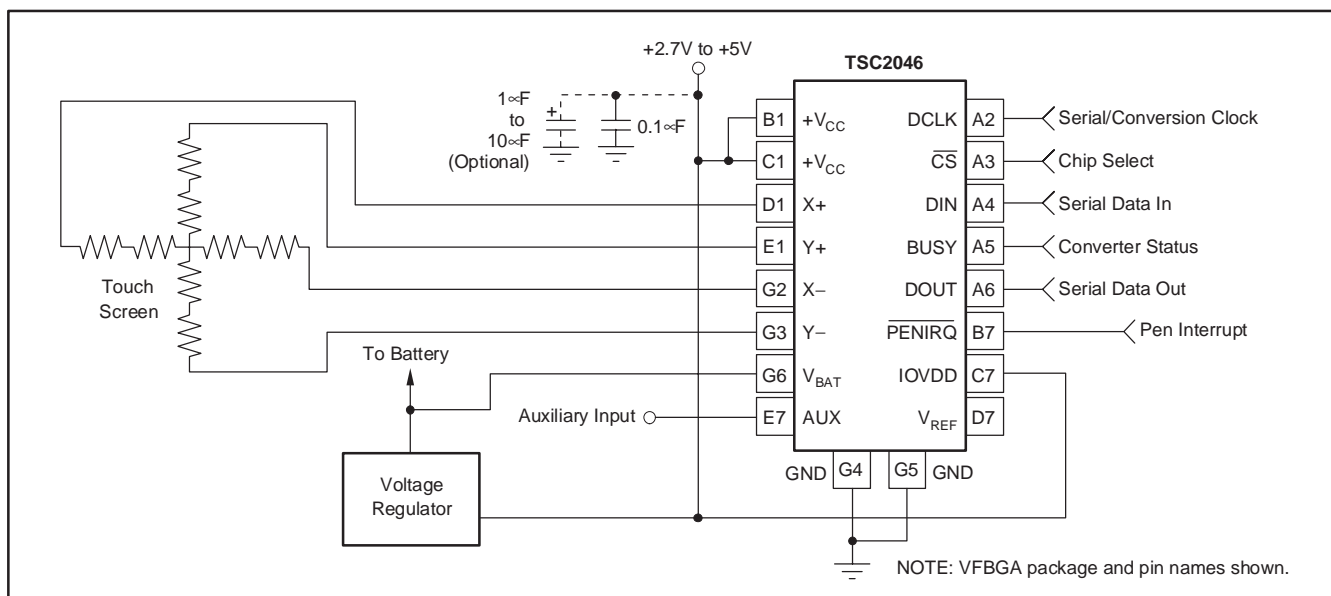 +2.7V to +5V
TSC2046
1∝F
to
10∝F
(Optional)
+
0.1∝F
B1 +VCC
C1 +VCC
D1 X+
E1 Y+
G2 X−
G3 Y−
G6 VBAT
E7 AUX
DCLK A2 Serial/Conversion Clock
CS A3 Chip Select
DIN A4 Serial Data In
BUSY A5 Converter Status
DOUT A6 Serial Data Out
PENIRQ B7 Pen Interrupt
IOVDD C7
VREF D7
Touch
Screen
To Battery
Auxiliary Input
Voltage
Regulator
GND G4 G5 GND
NOTE: VFBGA package and pin names shown.